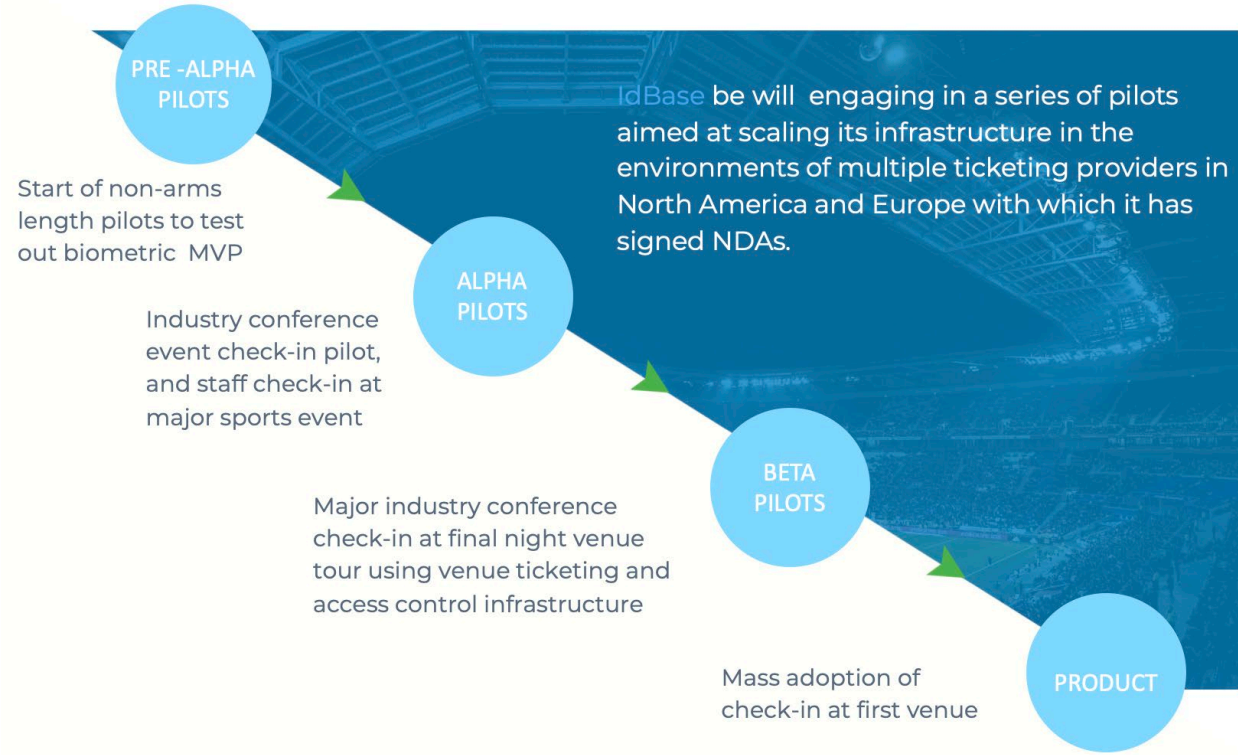 PRE -ALPHA
PILOTS
IdBase be will  engaging in a series of pilots
aimed at scaling its infrastructure in the
environments of multiple ticketing providers in
North America and Europe with which it has
signed NDAs.
Start of non-arms
length pilots to test
out biometric  MVP
ALPHA
PILOTS
Industry conference
event check-in pilot,
and staff check-in at
major sports event
BETA
PILOTS
Major industry conference
check-in at final night venue
tour using venue ticketing and
access control infrastructure
PRODUCT
Mass adoption of
check-in at first venue